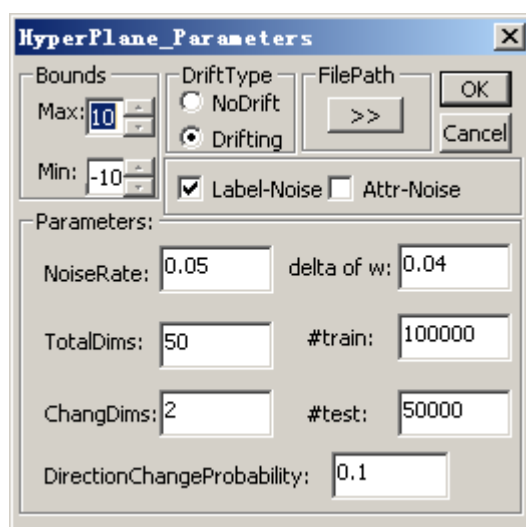 HyperPlane_Parameters
Bounds
Max: 10
Min: -10
DriftType
NoDrift
Drifting
FilePath
>>
OK
Cancel
Label-Noise Attr-Noise
Parameters:
NoiseRate: 0.05 delta of w: 0.04
TotalDims: 50 #train: 100000
ChangDims: 2 #test: 50000
DirectionChangeProbability: 0.1